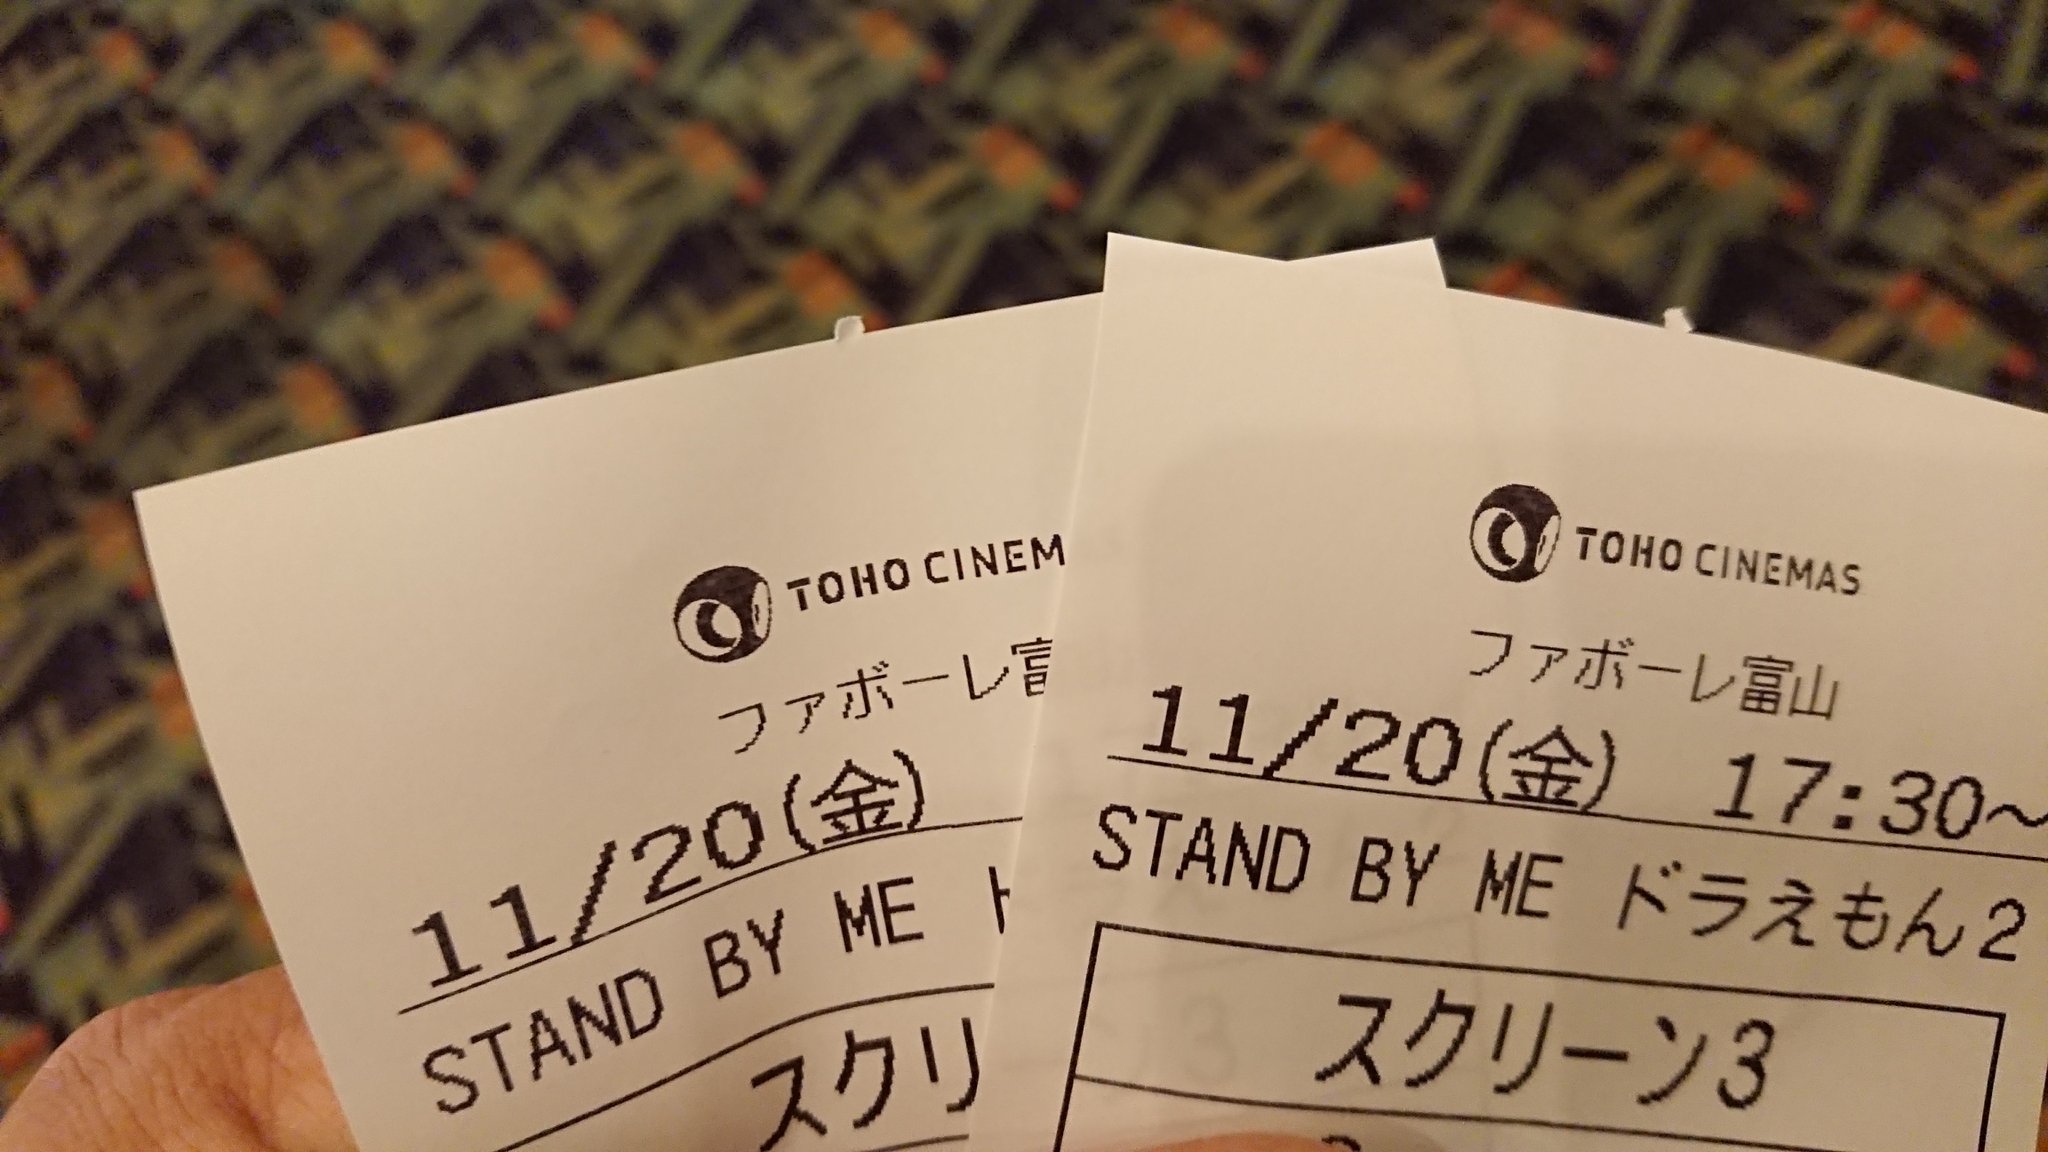 TOHO CINEM
ファボーレ富
11/20(金)
STAND BY ME ド
スクリ
TOHO CINEMAS
ファボーレ富山
11/20(金) 17:30~
STAND BY ME ドラえもん2
スクリーン3